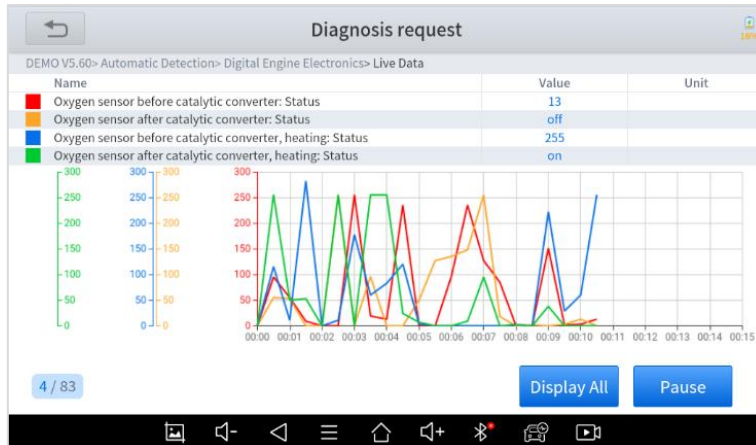 Diagnosis request
16%
DEMO V5.60> Automatic Detection> Digital Engine Electronics> Live Data
Name Value Unit
Oxygen sensor before catalytic converter: Status 13
Oxygen sensor after catalytic converter: Status off
Oxygen sensor before catalytic converter, heating: Status 255
Oxygen sensor after catalytic converter, heating: Status on
300 300 300 300
250 250 250 250
200 200 200 200
150 150 150 150
100 100 100 100
50 50 50 50
0 0 0 0
00:00 00:01 00:02 00:03 00:04 00:05 00:06 00:07 00:08 00:09 00:10 00:11 00:12 00:13 00:14 00:15
4 / 83
Display All Pause